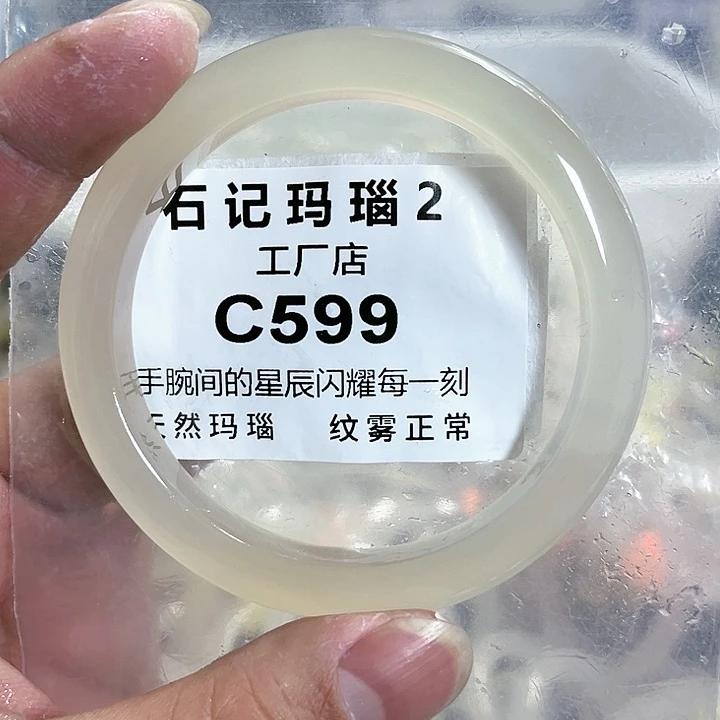 石记玛瑙2
工厂店
C599
手腕间的星辰闪耀每一刻
天然玛瑙 纹雾正常